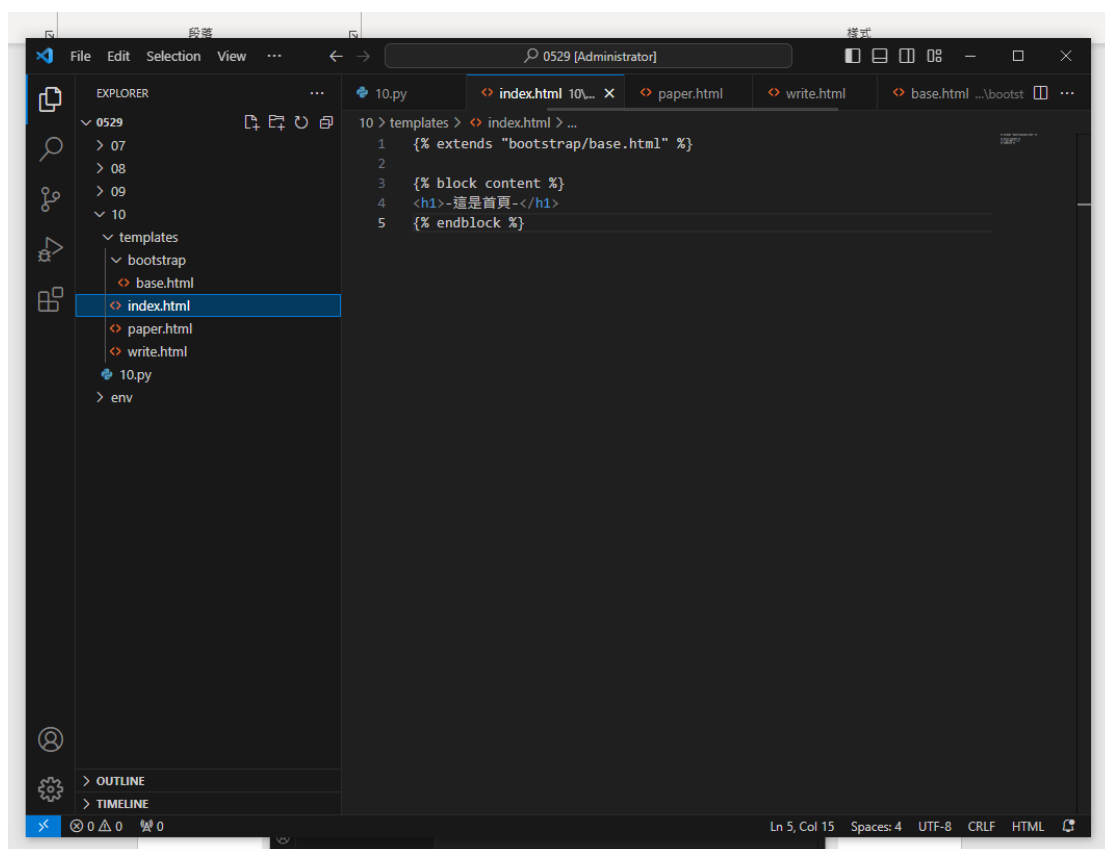 段落 樣式
File Edit Selection View ··· 0529 [Administrator]
EXPLORER ···
10.py index.html 10\... paper.html write.html base.html ...\bootst ···
0529
07
08
09
10
templates
bootstrap
base.html
index.html
paper.html
write.html
10.py
env
OUTLINE
TIMELINE
10 > templates > index.html > ...
1 {% extends "bootstrap/base.html" %}
2
3 {% block content %}
4 <h1>-這是首頁-</h1>
5 {% endblock %}
0 0 0 Ln 5, Col 15 Spaces: 4 UTF-8 CRLF HTML